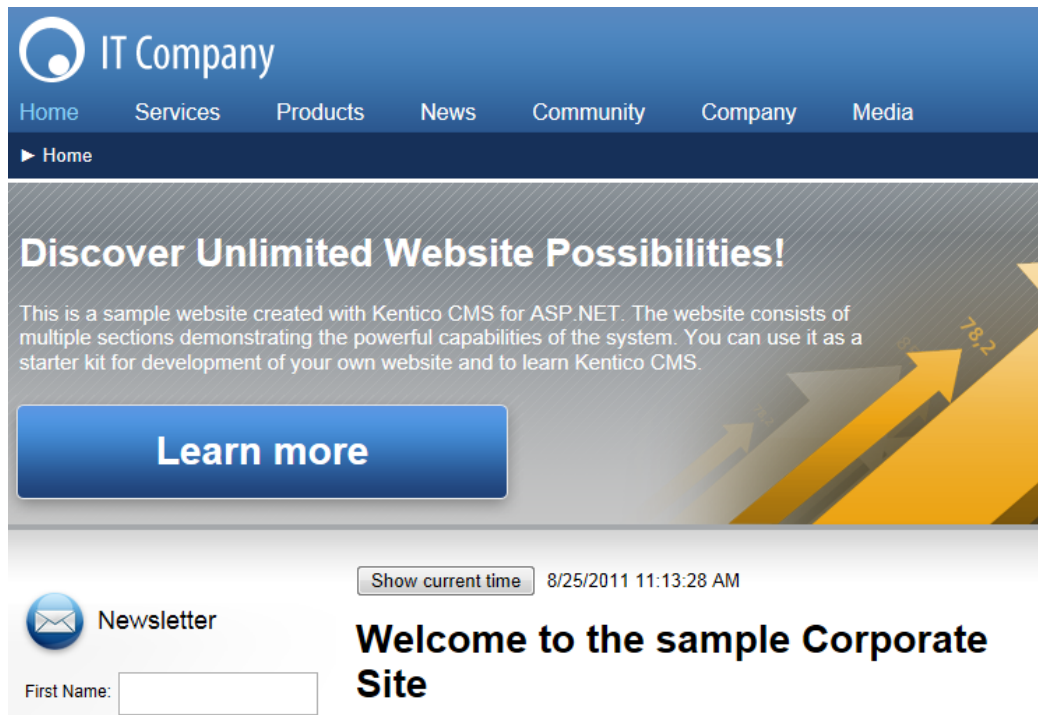 IT Company
Home Services Products News Community Company Media
► Home
Discover Unlimited Website Possibilities!
This is a sample website created with Kentico CMS for ASP.NET. The website consists of
multiple sections demonstrating the powerful capabilities of the system. You can use it as a
starter kit for development of your own website and to learn Kentico CMS.
78,2
Learn more
Show current time 8/25/2011 11:13:28 AM
Newsletter
Welcome to the sample Corporate
Site
First Name: